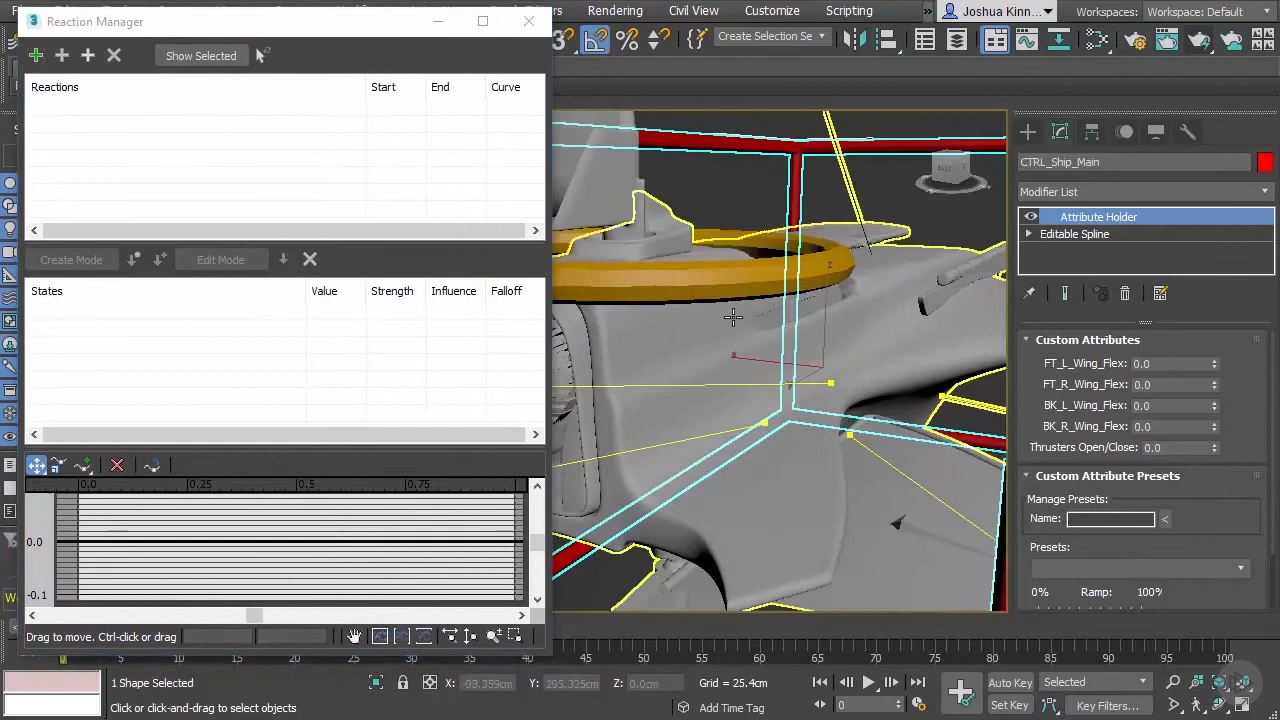 3 Reaction Manager
Rendering
Civil View
Customize
Scripting
Joshua Kinn...
Workspaces:
Workspace: Default
Show Selected
Create Selection Se
Reactions
Start
End
Curve
CTRL_Ship_Main
Modifier List
Attribute Holder
Editable Spline
Create Mode
Edit Mode
States
Value
Strength
Influence
Falloff
Custom Attributes
FT_L_Wing_Flex: 0.0
FT_R_Wing_Flex: 0.0
BK_L_Wing_Flex: 0.0
BK_R_Wing_Flex: 0.0
Thrusters Open/Close: 0.0
Custom Attribute Presets
Manage Presets:
Name:
<
Presets:
0% Ramp: 100%
0.0
0.25
0.5
0.75
0.0
-0.1
Drag to move. Ctrl-click or drag
5 10 15 20 25 30 35 40 45 50 55 60 65 70 75 80 85 90 95 100
1 Shape Selected
X: -93.359cm
Y: 295.325cm
Z: 0.0cm
Grid = 25.4cm
Auto Key
Selected
Click or click-and-drag to select objects
Add Time Tag
0
Set Key
Key Filters...